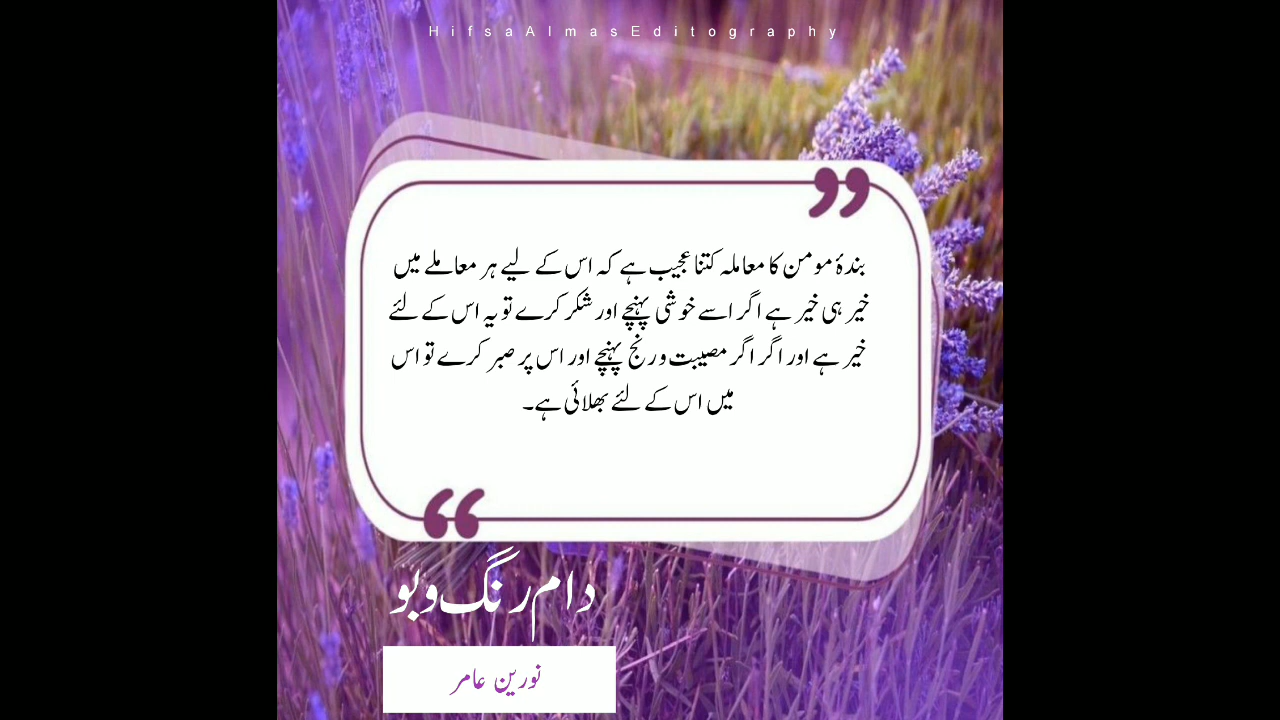 HifsaAlmasEditography
بندۂ مومن کا معاملہ کتنا عجیب ہے کہ اس کے لیے ہر معاملے میں
خیر ہی خیر ہے اگر اسے خوشی پہنچے اور شکر کرے تو یہ اس کے لئے
خیر ہے اور اگر اگر مصیبت و رنج پہنچے اور اس پر صبر کرے تو اس
میں اس کے لئے بھلائی ہے۔
دام رنگ و بو
نورین عامر